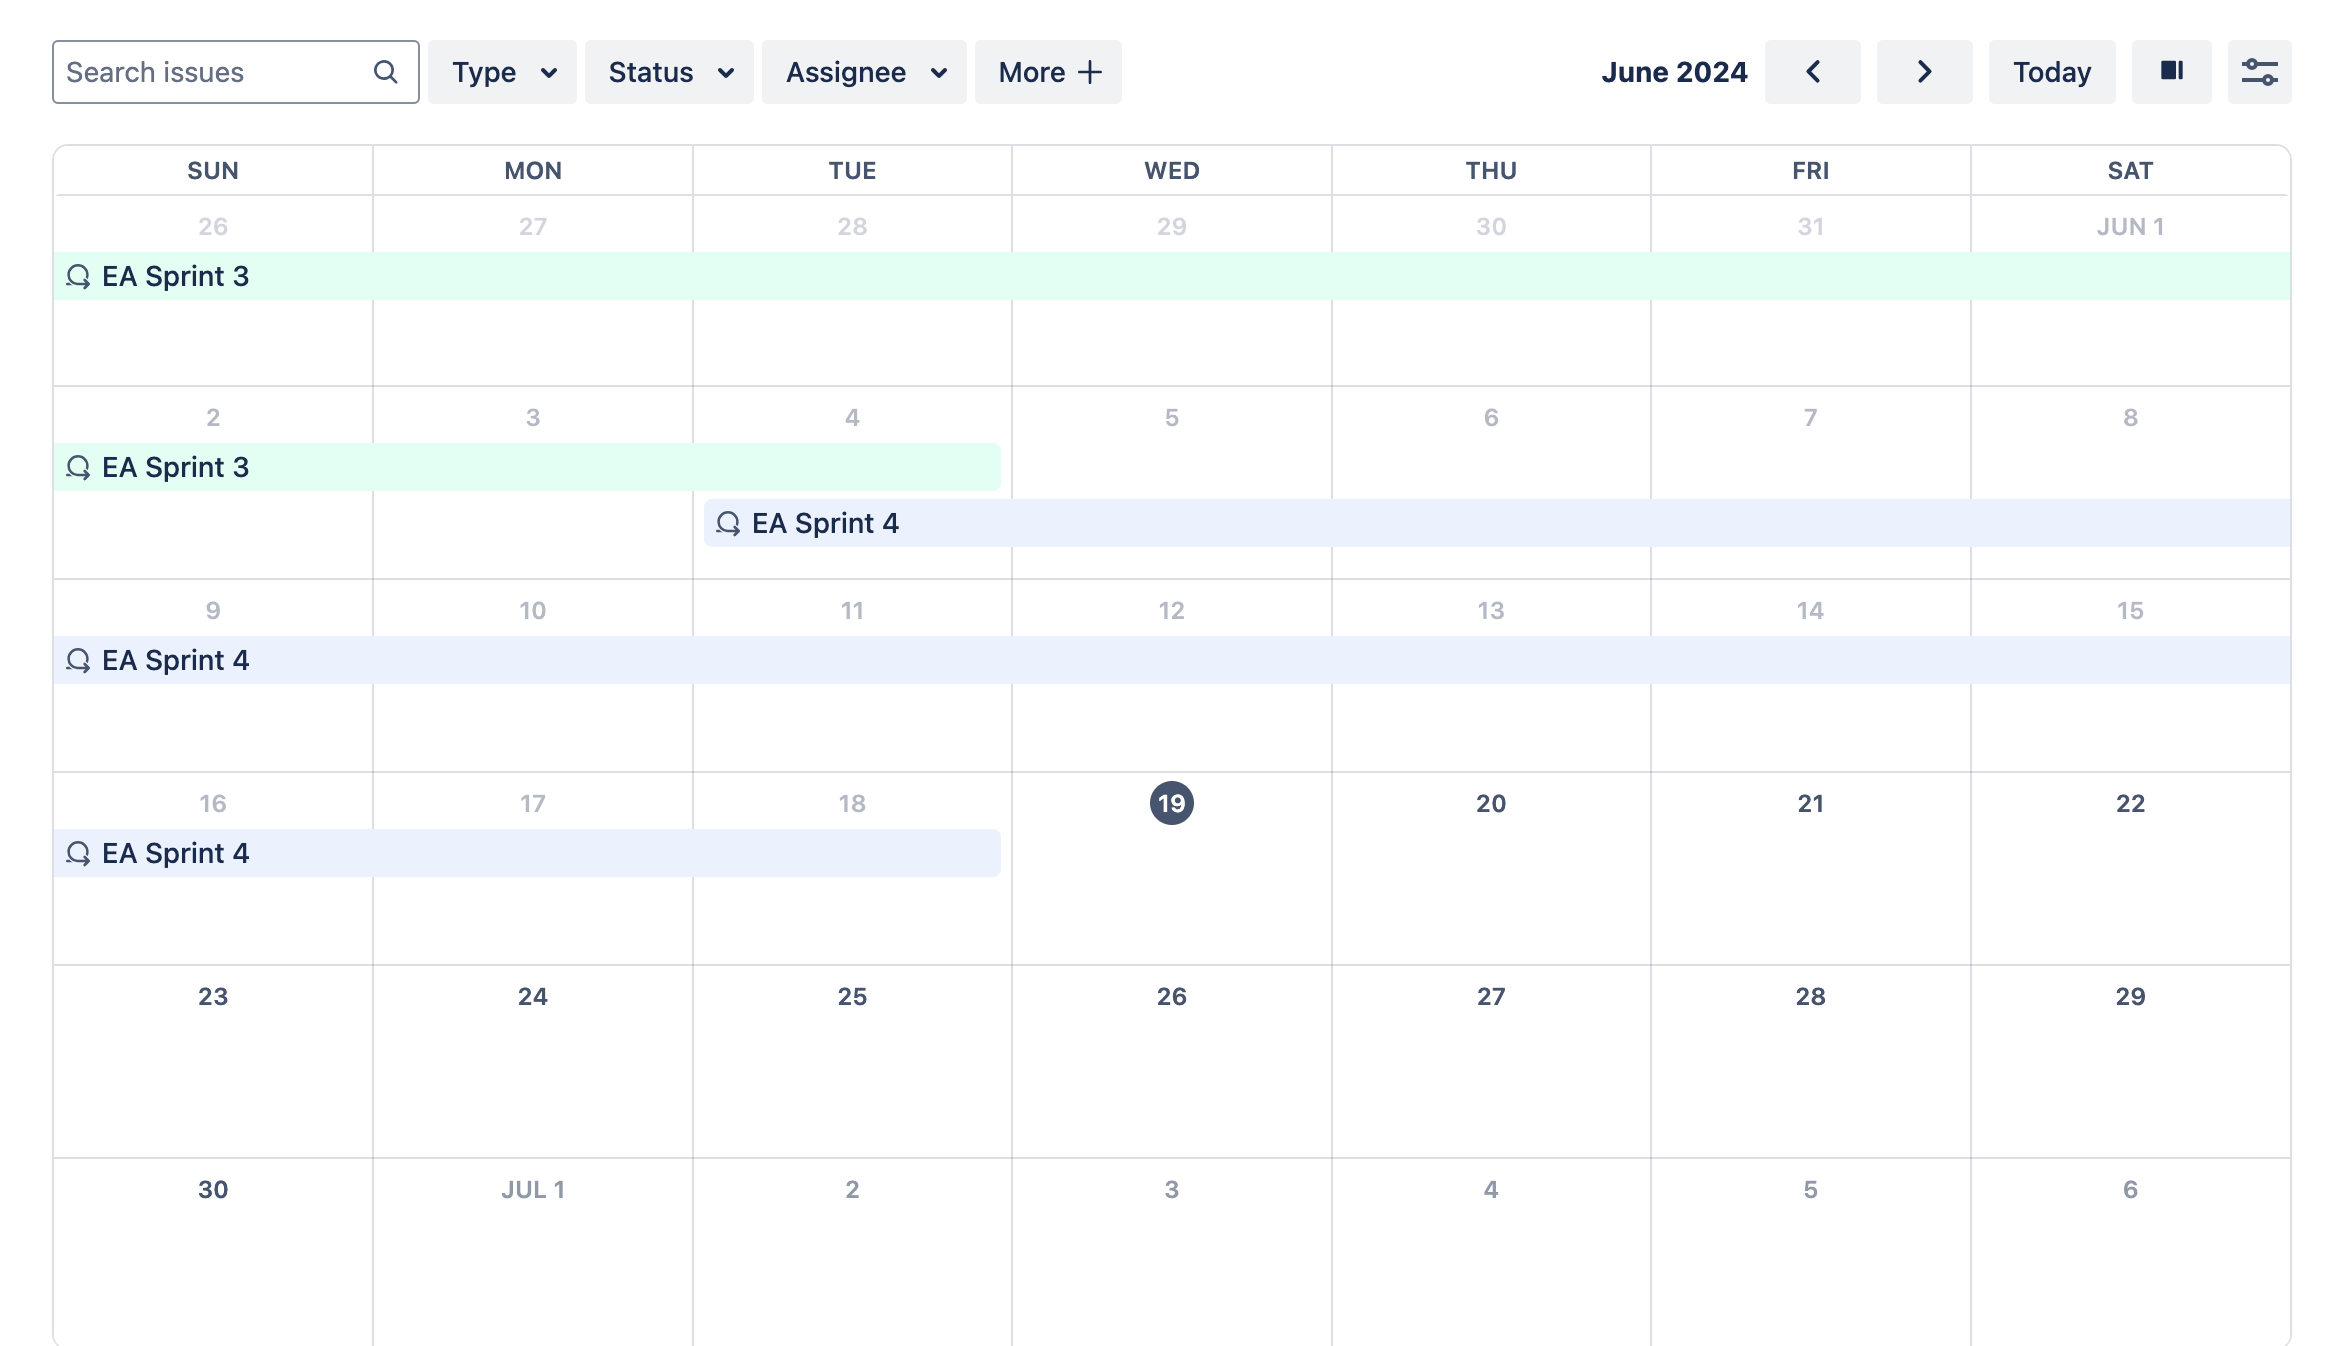 Search issues Type Status Assignee More June 2024 Today
SUN MON TUE WED THU FRI SAT
26 27 28 29 30 31 JUN 1
EA Sprint 3
2 3 4 5 6 7 8
EA Sprint 3
EA Sprint 4
9 10 11 12 13 14 15
EA Sprint 4
16 17 18 19 20 21 22
EA Sprint 4
23 24 25 26 27 28 29
30 JUL 1 2 3 4 5 6